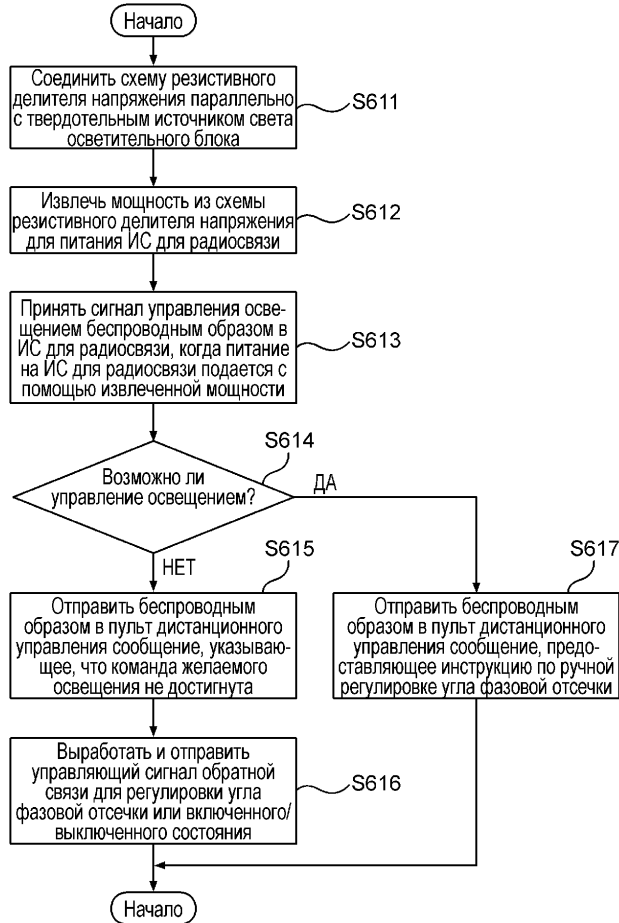 Начало
Соединить схему резистивного
делителя напряжения параллельно
с твердотельным источником света
осветительного блока
S611
Извлечь мощность из схемы
резистивного делителя напряжения
для питания ИС для радиосвязи
S612
Принять сигнал управления осве-
щением беспроводным образом в
ИС для радиосвязи, когда питание
на ИС для радиосвязи подается с
помощью извлеченной мощности
S613
S614
Возможно ли
управление освещением?
ДА
НЕТ
S615
Отправить беспроводным
образом в пульт дистанционного
управления сообщение, указываю-
щее, что команда желаемого
освещения не достигнута
S617
Отправить беспроводным
образом в пульт дистанционного
управления сообщение, предо-
ставляющее инструкцию по ручной
регулировке угла фазовой отсечки
Выработать и отправить
управляющий сигнал обратной
связи для регулировки угла
фазовой отсечки или включенного/
выключенного состояния
S616
Начало